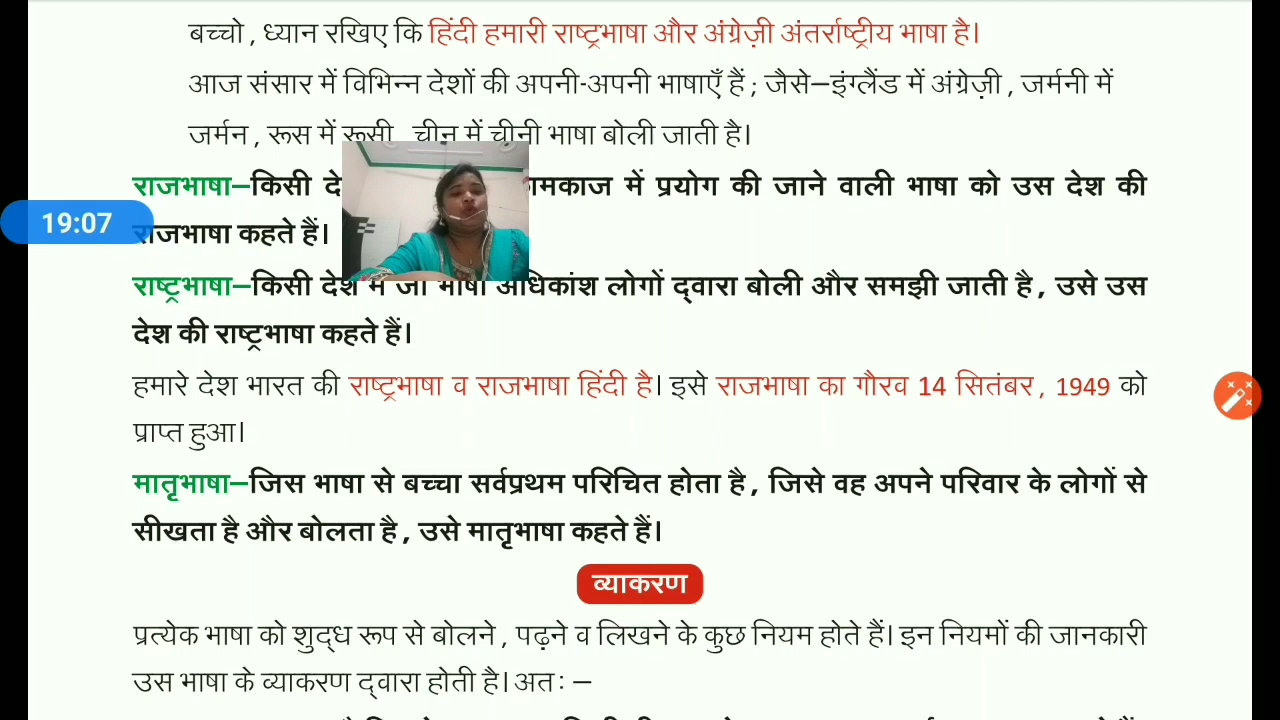 बच्चो , ध्यान रखिए कि हिंदी हमारी राष्ट्रभाषा और अंग्रेज़ी अंतर्राष्ट्रीय भाषा है।
आज संसार में विभिन्न देशों की अपनी-अपनी भाषाएँ हैं ; जैसे—इंग्लैंड में अंग्रेज़ी , जर्मनी में
जर्मन , रूस में रूसी चीन में चीनी भाषा बोली जाती है।
राजभाषा—किसी में प्रयोग की जाने वाली भाषा को उस देश की
19:07
राजभाषा कहते हैं।
राष्ट्रभाषा—किसी देश में जो भाषा अधिकांश लोगों द्वारा बोली और समझी जाती है , उसे उस
देश की राष्ट्रभाषा कहते हैं।
हमारे देश भारत की राष्ट्रभाषा व राजभाषा हिंदी है। इसे राजभाषा का गौरव 14 सितंबर , 1949 को
प्राप्त हुआ।
मातृभाषा—जिस भाषा से बच्चा सर्वप्रथम परिचित होता है , जिसे वह अपने परिवार के लोगों से
सीखता है और बोलता है , उसे मातृभाषा कहते हैं।
व्याकरण
प्रत्येक भाषा को शुद्ध रूप से बोलने , पढ़ने व लिखने के कुछ नियम होते हैं। इन नियमों की जानकारी
उस भाषा के व्याकरण द्वारा होती है। अतः —